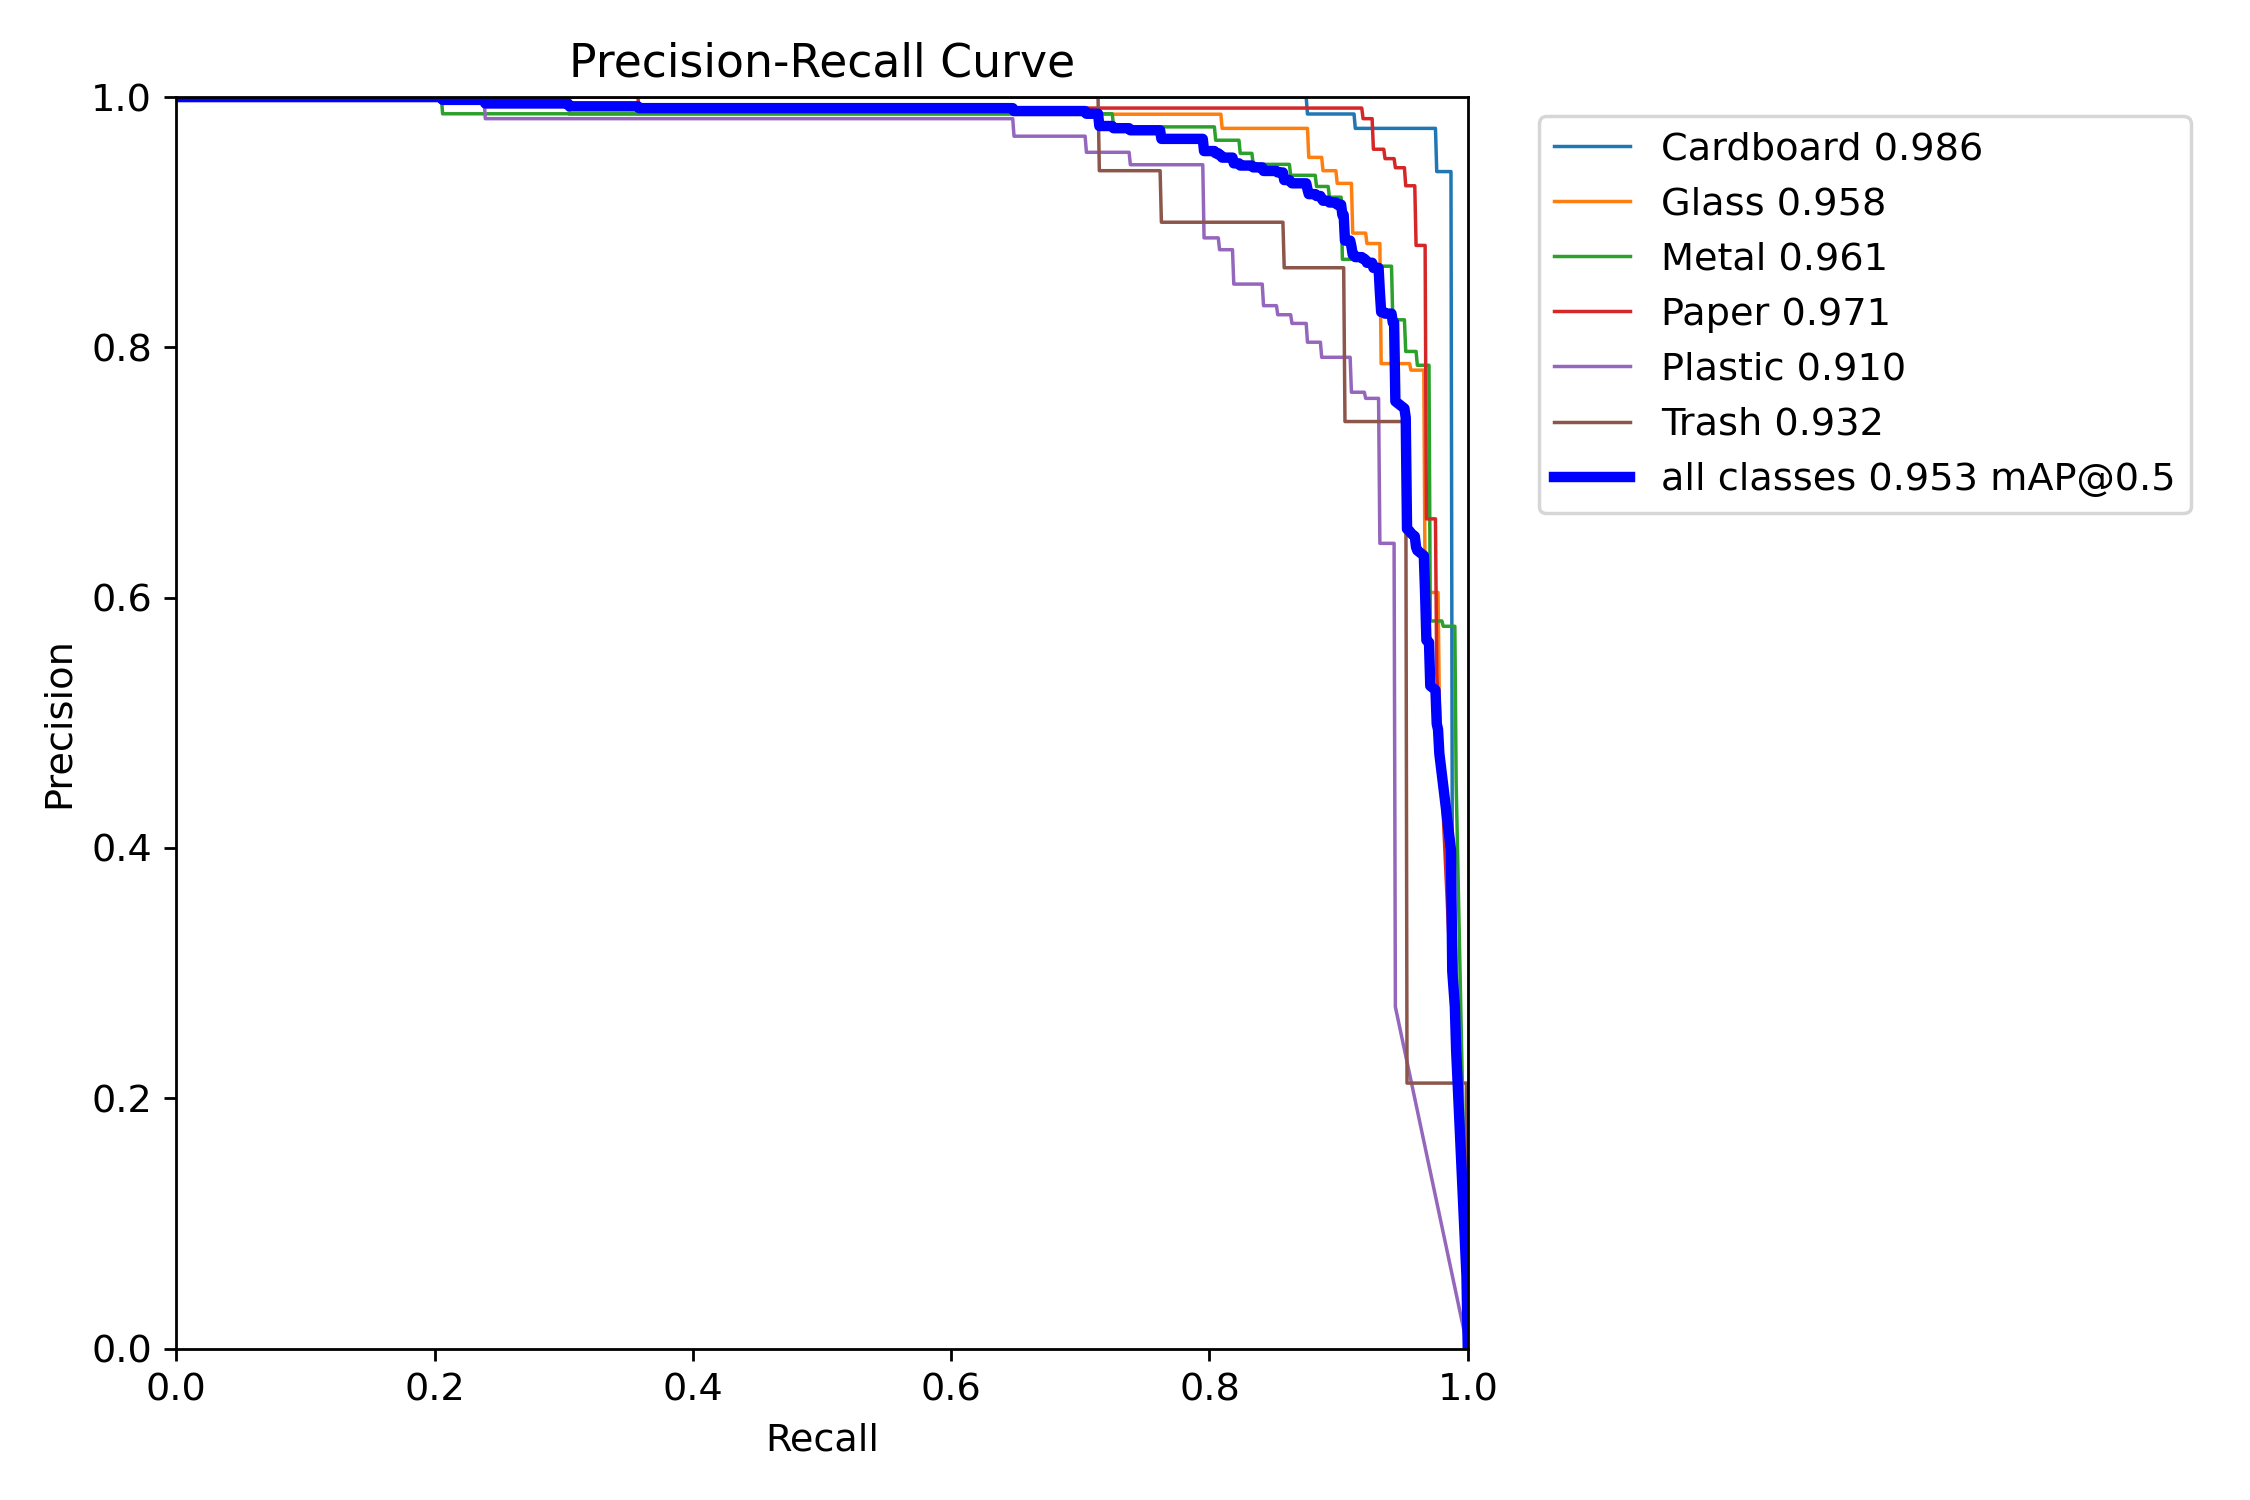 Precision-Recall Curve
1.0
0.8
0.6
0.4
0.2
0.0
Precision
0.0 0.2 0.4 0.6 0.8 1.0
Recall
Cardboard 0.986
Glass 0.958
Metal 0.961
Paper 0.971
Plastic 0.910
Trash 0.932
all classes 0.953 mAP@0.5